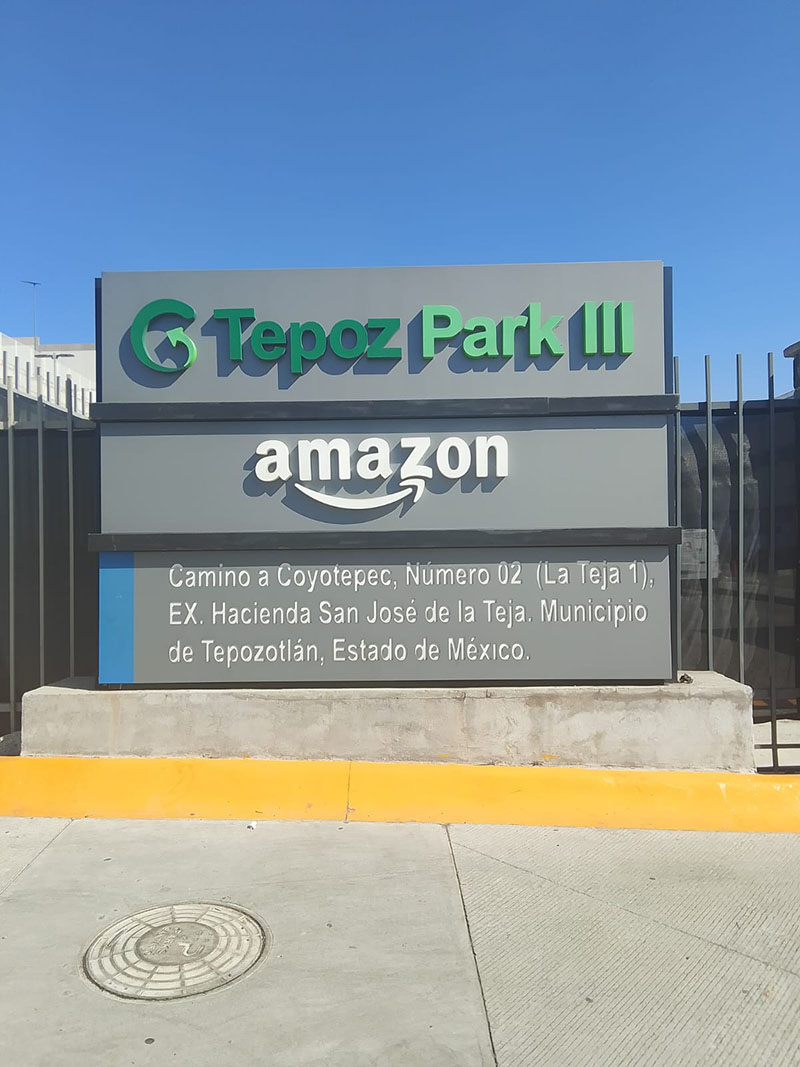 Tepoz Park III
amazon
Camino a Coyotepec, Número 02 (La Teja 1),
EX. Hacienda San José de la Teja. Municipio
de Tepozotlán, Estado de México.